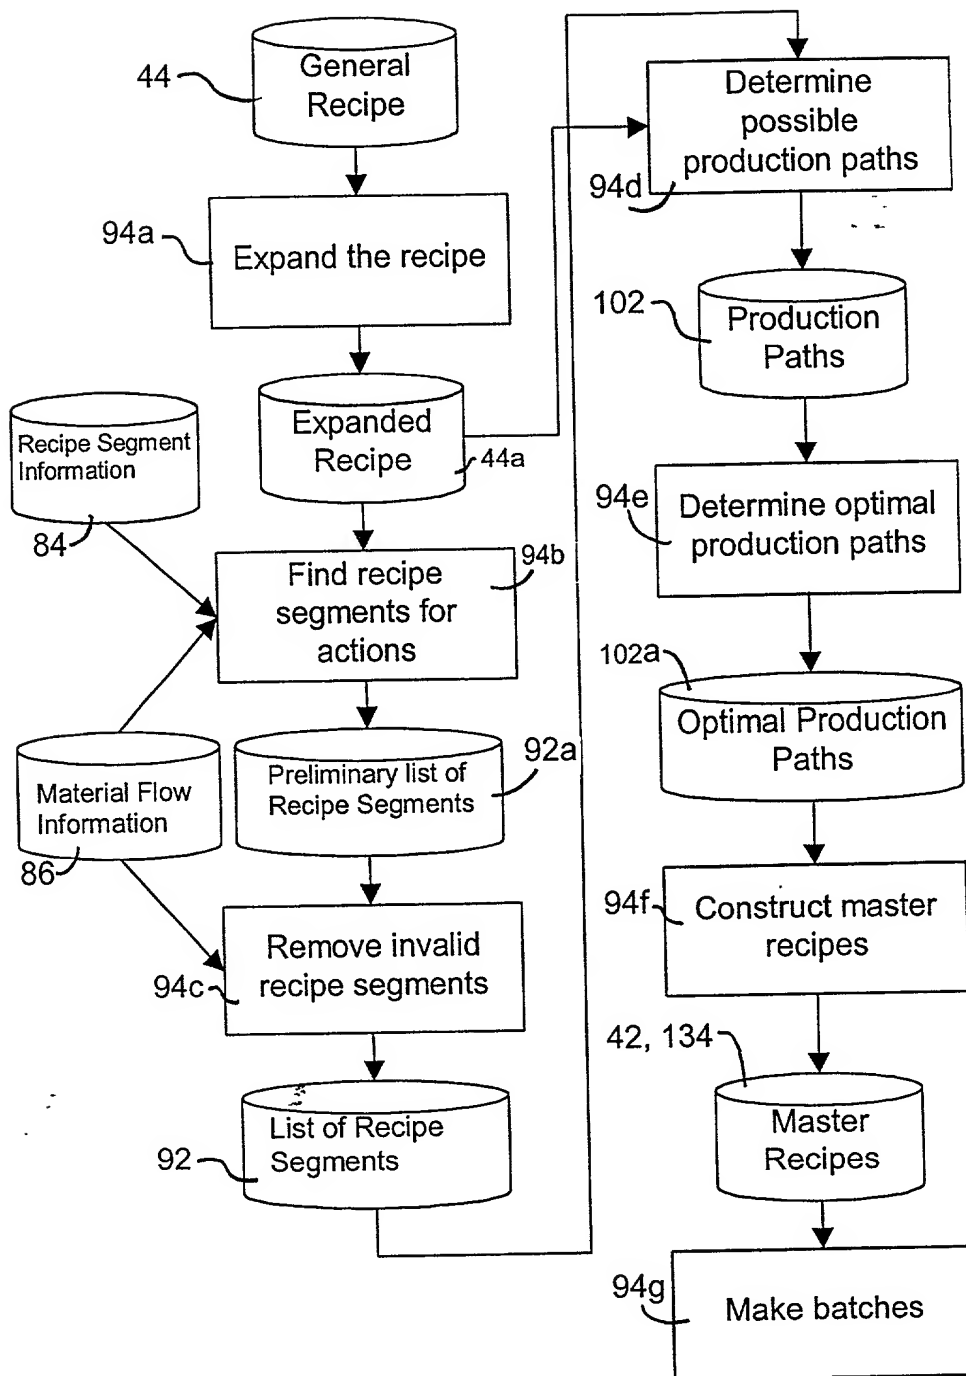 44
General
Recipe
94a
Expand the recipe
Expanded
Recipe
44a
Recipe Segment
Information
84
94b
Find recipe
segments for
actions
Material Flow
Information
86
92a
Preliminary list of
Recipe Segments
Remove invalid
recipe segments
94c
List of Recipe
Segments
92
Determine
possible
production paths
94d
102
Production
Paths
94e
Determine optimal
production paths
102a
Optimal Production
Paths
94f
Construct master
recipes
42, 134
Master
Recipes
94g
Make batches